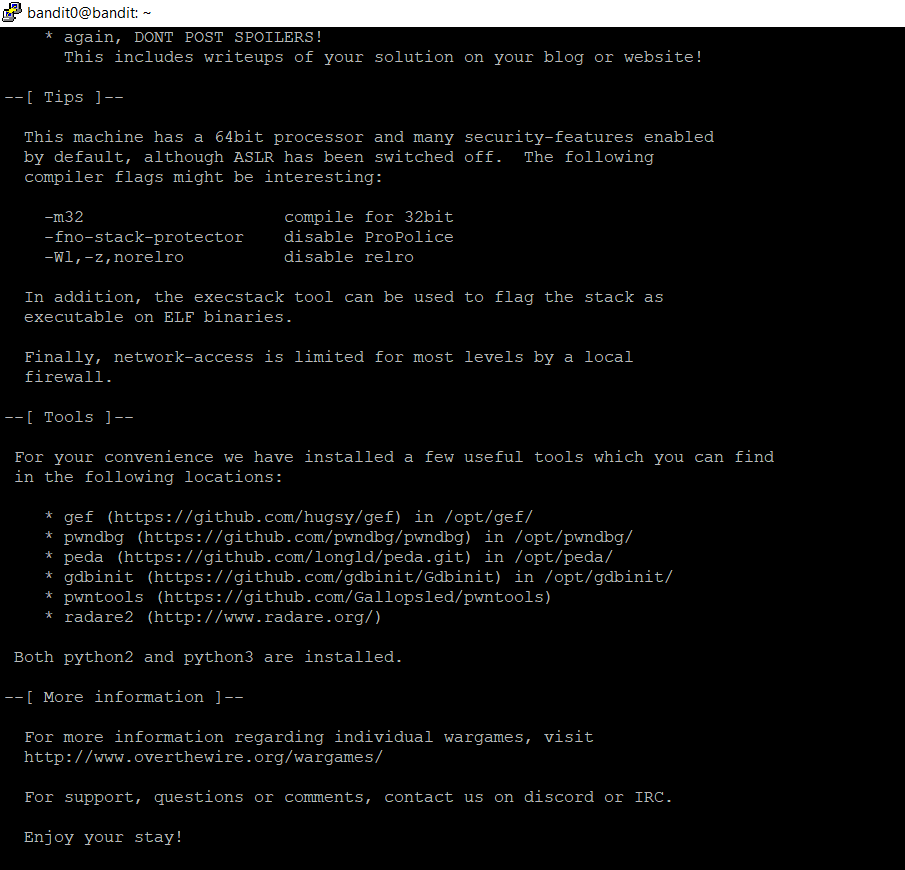 bandit0@bandit: ~
* again, DONT POST SPOILERS!
This includes writeups of your solution on your blog or website!
--[ Tips ]--
This machine has a 64bit processor and many security-features enabled
by default, although ASLR has been switched off.  The following
compiler flags might be interesting:
-m32                    compile for 32bit
-fno-stack-protector    disable ProPolice
-Wl,-z,norelro          disable relro
In addition, the execstack tool can be used to flag the stack as
executable on ELF binaries.
Finally, network-access is limited for most levels by a local
firewall.
--[ Tools ]--
For your convenience we have installed a few useful tools which you can find
in the following locations:
* gef (https://github.com/hugsy/gef) in /opt/gef/
* pwndbg (https://github.com/pwndbg/pwndbg) in /opt/pwndbg/
* peda (https://github.com/longld/peda.git) in /opt/peda/
* gdbinit (https://github.com/gdbinit/Gdbinit) in /opt/gdbinit/
* pwntools (https://github.com/Gallopsled/pwntools)
* radare2 (http://www.radare.org/)
Both python2 and python3 are installed.
--[ More information ]--
For more information regarding individual wargames, visit
http://www.overthewire.org/wargames/
For support, questions or comments, contact us on discord or IRC.
Enjoy your stay!